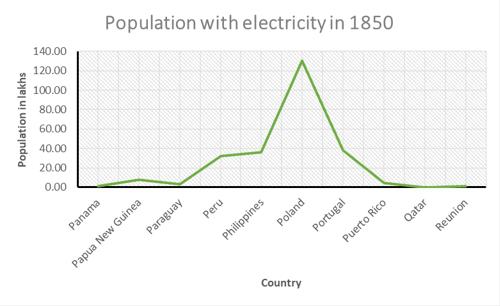 Population with electricity in 1850
Population in lakhs
140.00
120.00
100.00
80.00
60.00
40.00
20.00
0.00
Panama
Papua New Guinea
Paraguay
Peru
Philippines
Poland
Portugal
Puerto Rico
Qatar
Reunion
Country